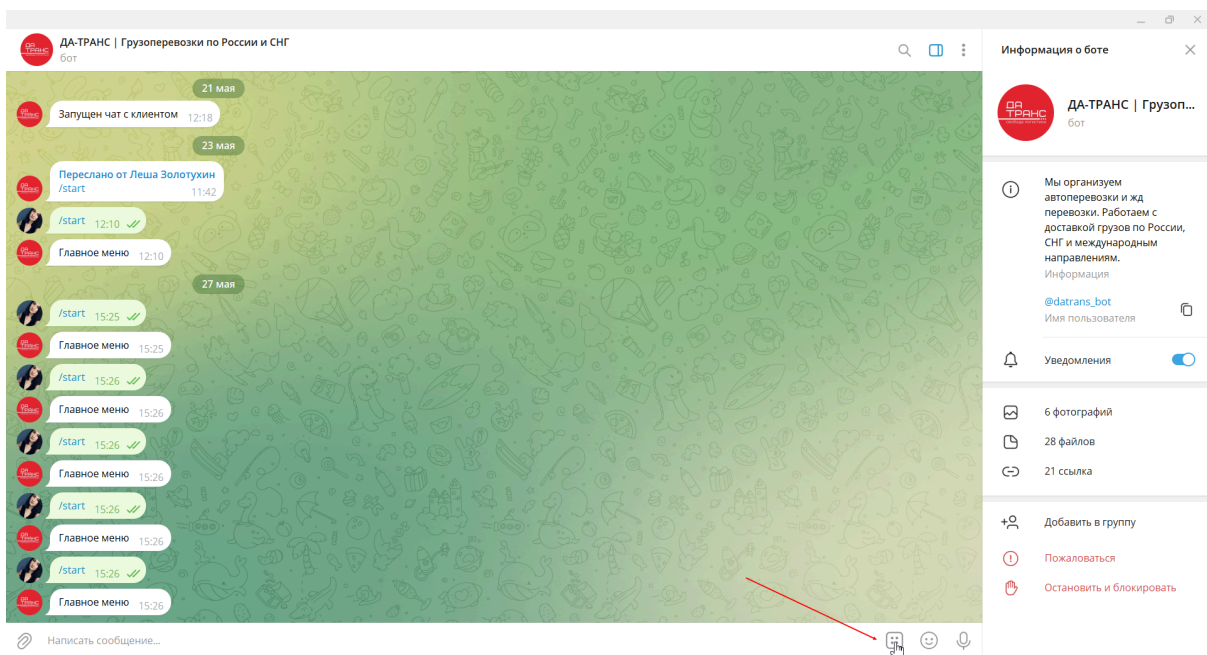 ДА-ТРАНС | Грузоперевозки по России и СНГ
бот
21 мая
Запущен чат с клиентом 12:18
23 мая
Переслано от Леша Золотухин
/start 11:42
/start 12:10
Главное меню 12:10
27 мая
/start 15:25
Главное меню 15:25
/start 15:26
Главное меню 15:26
/start 15:26
Главное меню 15:26
/start 15:26
Главное меню 15:26
/start 15:26
Главное меню 15:26
Написать сообщение...
Информация о боте
ДА ТРАНС
ДА-ТРАНС | Грузоп...
бот
Мы организуем
автоперевозки и жд
перевозки. Работаем с
доставкой грузов по России,
СНГ и международным
направлениям.
Информация
@datrans_bot
Имя пользователя
Уведомления
6 фотографий
28 файлов
21 ссылка
Добавить в группу
Пожаловаться
Остановить и блокировать